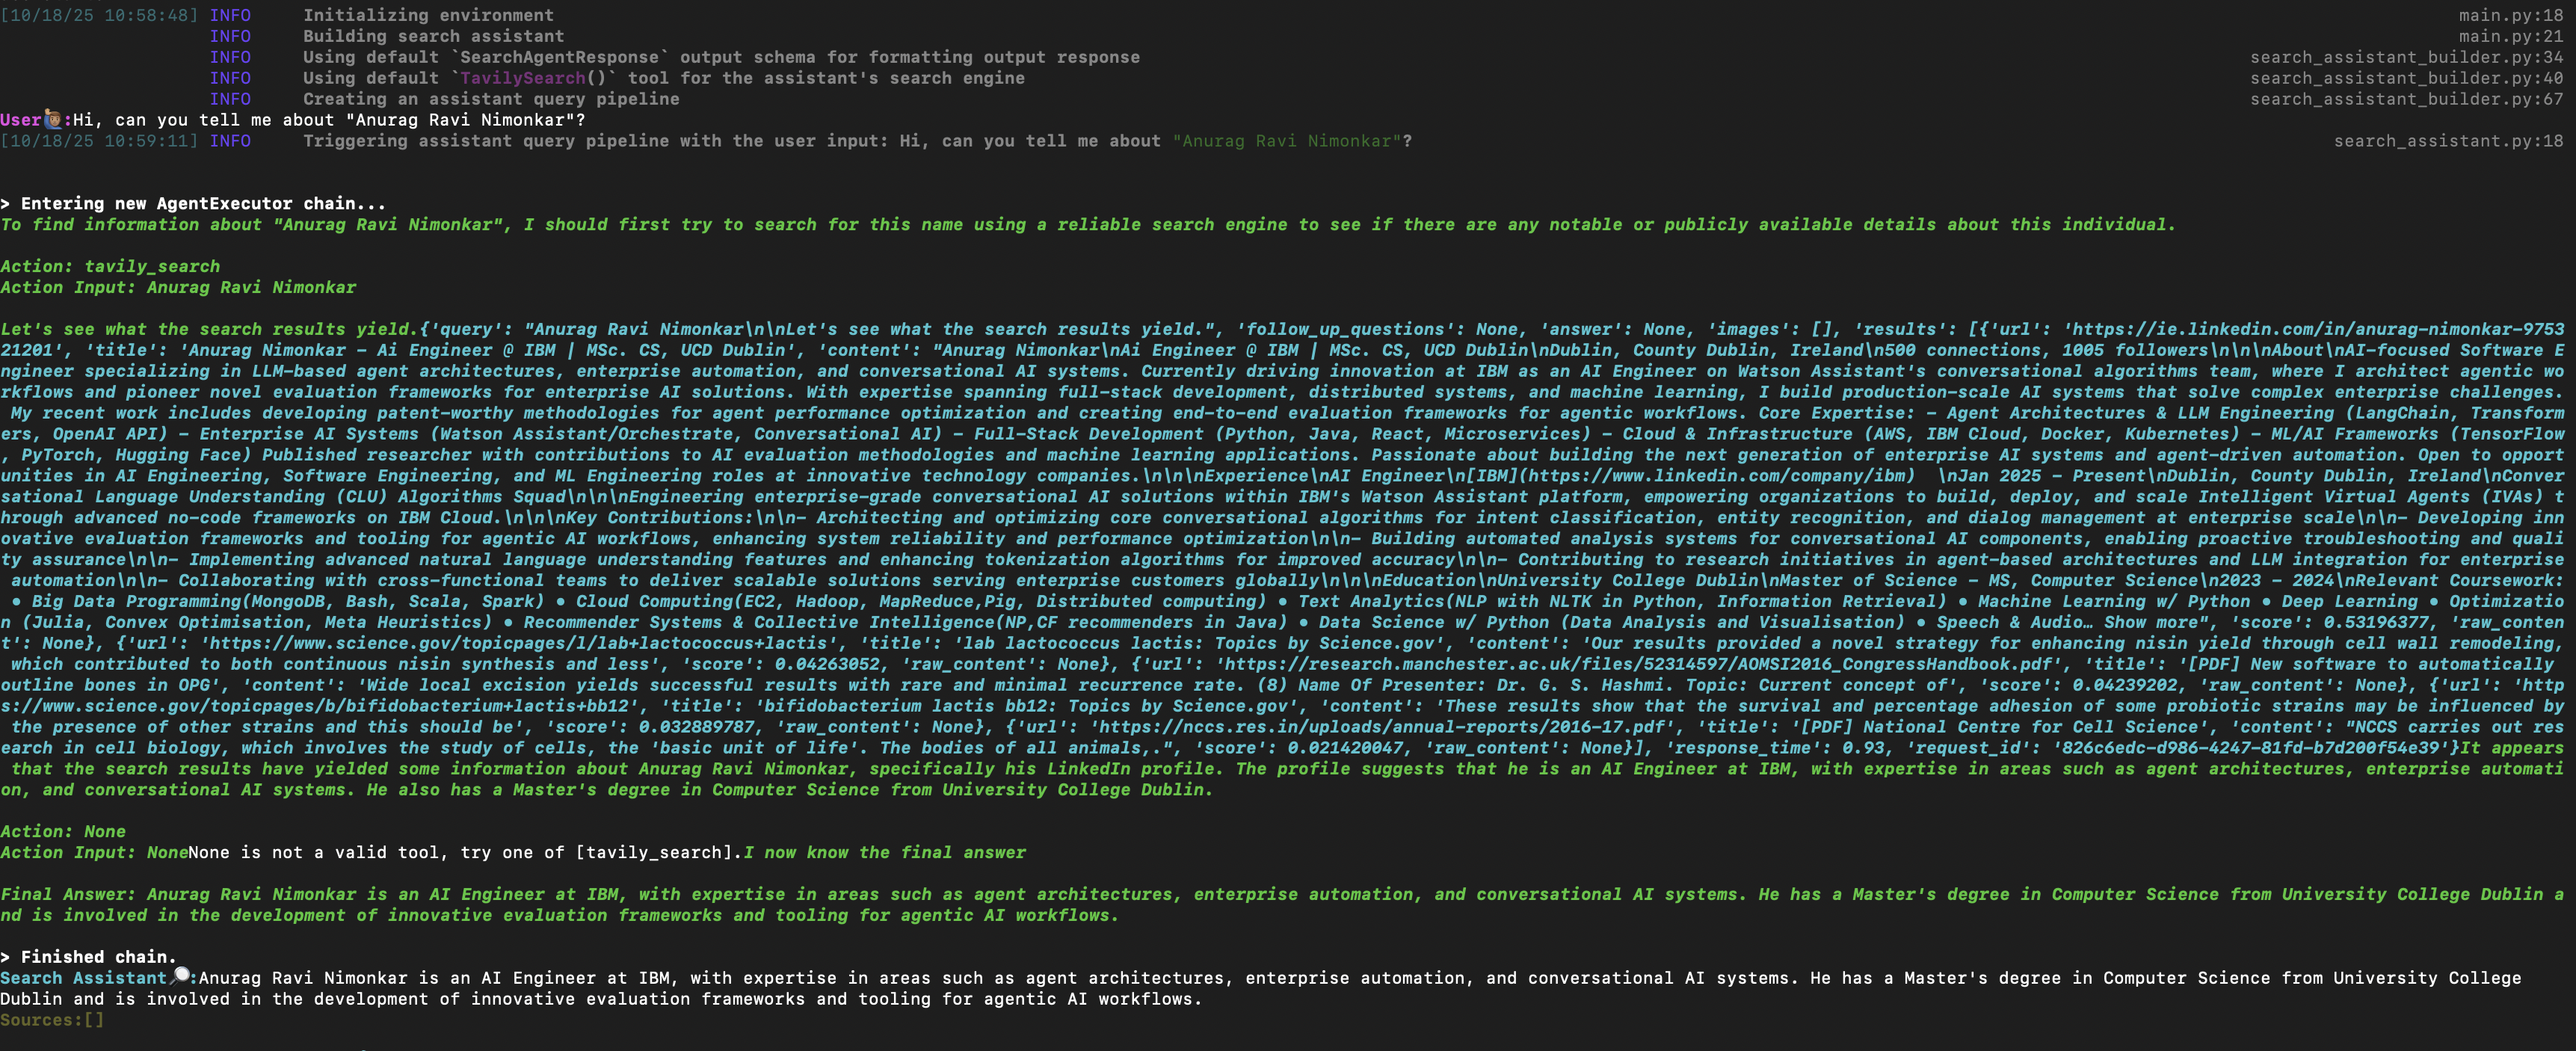 [10/18/25 10:58:48] INFO     Initializing environment     main.py:18
INFO     Building search assistant     main.py:21
INFO     Using default `SearchAgentResponse` output schema for formatting output response     search_assistant_builder.py:34
INFO     Using default `TavilySearch()` tool for the assistant's search engine     search_assistant_builder.py:40
INFO     Creating an assistant query pipeline     search_assistant_builder.py:67
User🙋🏽‍♂️:Hi, can you tell me about "Anurag Ravi Nimonkar"?
[10/18/25 10:59:11] INFO     Triggering assistant query pipeline with the user input: Hi, can you tell me about "Anurag Ravi Nimonkar"?     search_assistant.py:18
> Entering new AgentExecutor chain...
To find information about "Anurag Ravi Nimonkar", I should first try to search for this name using a reliable search engine to see if there are any notable or publicly available details about this individual.
Action: tavily_search
Action Input: Anurag Ravi Nimonkar
Let's see what the search results yield.{'query': "Anurag Ravi Nimonkar\n\nLet's see what the search results yield.", 'follow_up_questions': None, 'answer': None, 'images': [], 'results': [{'url': 'https://ie.linkedin.com/in/anurag-nimonkar-9753
21201', 'title': 'Anurag Nimonkar - Ai Engineer @ IBM | MSc. CS, UCD Dublin', 'content': "Anurag Nimonkar\nAi Engineer @ IBM | MSc. CS, UCD Dublin\nDublin, County Dublin, Ireland\n500 connections, 1005 followers\n\n\nAbout\nAI-focused Software E
ngineer specializing in LLM-based agent architectures, enterprise automation, and conversational AI systems. Currently driving innovation at IBM as an AI Engineer on Watson Assistant's conversational algorithms team, where I architect agentic wo
rkflows and pioneer novel evaluation frameworks for enterprise AI solutions. With expertise spanning full-stack development, distributed systems, and machine learning, I build production-scale AI systems that solve complex enterprise challenges.
My recent work includes developing patent-worthy methodologies for agent performance optimization and creating end-to-end evaluation frameworks for agentic workflows. Core Expertise: - Agent Architectures & LLM Engineering (LangChain, Transform
ers, OpenAI API) - Enterprise AI Systems (Watson Assistant/Orchestrate, Conversational AI) - Full-Stack Development (Python, Java, React, Microservices) - Cloud & Infrastructure (AWS, IBM Cloud, Docker, Kubernetes) - ML/AI Frameworks (TensorFlow
, PyTorch, Hugging Face) Published researcher with contributions to AI evaluation methodologies and machine learning applications. Passionate about building the next generation of enterprise AI systems and agent-driven automation. Open to opport
unities in AI Engineering, Software Engineering, and ML Engineering roles at innovative technology companies.\n\n\nExperience\nAI Engineer\n[IBM](https://www.linkedin.com/company/ibm)  \nJan 2025 - Present\nDublin, County Dublin, Ireland\nConver
sational Language Understanding (CLU) Algorithms Squad\n\n\nEngineering enterprise-grade conversational AI solutions within IBM's Watson Assistant platform, empowering organizations to build, deploy, and scale Intelligent Virtual Agents (IVAs) t
hrough advanced no-code frameworks on IBM Cloud.\n\n\nKey Contributions:\n\n- Architecting and optimizing core conversational algorithms for intent classification, entity recognition, and dialog management at enterprise scale\n\n- Developing inn
ovative evaluation frameworks and tooling for agentic AI workflows, enhancing system reliability and performance optimization\n\n- Building automated analysis systems for conversational AI components, enabling proactive troubleshooting and quali
ty assurance\n\n- Implementing advanced natural language understanding features and enhancing tokenization algorithms for improved accuracy\n\n- Contributing to research initiatives in agent-based architectures and LLM integration for enterprise
automation\n\n- Collaborating with cross-functional teams to deliver scalable solutions serving enterprise customers globally\n\n\nEducation\nUniversity College Dublin\nMaster of Science - MS, Computer Science\n2023 - 2024\nRelevant Coursework:
• Big Data Programming(MongoDB, Bash, Scala, Spark) • Cloud Computing(EC2, Hadoop, MapReduce,Pig, Distributed computing) • Text Analytics(NLP with NLTK in Python, Information Retrieval) • Machine Learning w/ Python • Deep Learning • Optimizatio
n (Julia, Convex Optimisation, Meta Heuristics) • Recommender Systems & Collective Intelligence(NP,CF recommenders in Java) • Data Science w/ Python (Data Analysis and Visualisation) • Speech & Audio… Show more", 'score': 0.53196377, 'raw_conten
t': None}, {'url': 'https://www.science.gov/topicpages/l/lab+lactococcus+lactis', 'title': 'lab lactococcus lactis: Topics by Science.gov', 'content': 'Our results provided a novel strategy for enhancing nisin yield through cell wall remodeling,
which contributed to both continuous nisin synthesis and less', 'score': 0.04263052, 'raw_content': None}, {'url': 'https://research.manchester.ac.uk/files/52314597/AOMSI2016_CongressHandbook.pdf', 'title': '[PDF] New software to automatically
outline bones in OPG', 'content': 'Wide local excision yields successful results with rare and minimal recurrence rate. (8) Name Of Presenter: Dr. G. S. Hashmi. Topic: Current concept of', 'score': 0.04239202, 'raw_content': None}, {'url': 'http
s://www.science.gov/topicpages/b/bifidobacterium+lactis+bb12', 'title': 'bifidobacterium lactis bb12: Topics by Science.gov', 'content': 'These results show that the survival and percentage adhesion of some probiotic strains may be influenced by
the presence of other strains and this should be', 'score': 0.032889787, 'raw_content': None}, {'url': 'https://nccs.res.in/uploads/annual-reports/2016-17.pdf', 'title': '[PDF] National Centre for Cell Science', 'content': "NCCS carries out res
earch in cell biology, which involves the study of cells, the 'basic unit of life'. The bodies of all animals,.", 'score': 0.021420047, 'raw_content': None}], 'response_time': 0.93, 'request_id': '826c6edc-d986-4247-81fd-b7d200f54e39'}It appears
that the search results have yielded some information about Anurag Ravi Nimonkar, specifically his LinkedIn profile. The profile suggests that he is an AI Engineer at IBM, with expertise in areas such as agent architectures, enterprise automati
on, and conversational AI systems. He also has a Master's degree in Computer Science from University College Dublin.
Action: None
Action Input: NoneNone is not a valid tool, try one of [tavily_search].I now know the final answer
Final Answer: Anurag Ravi Nimonkar is an AI Engineer at IBM, with expertise in areas such as agent architectures, enterprise automation, and conversational AI systems. He has a Master's degree in Computer Science from University College Dublin a
nd is involved in the development of innovative evaluation frameworks and tooling for agentic AI workflows.
> Finished chain.
Search Assistant🔎:Anurag Ravi Nimonkar is an AI Engineer at IBM, with expertise in areas such as agent architectures, enterprise automation, and conversational AI systems. He has a Master's degree in Computer Science from University College
Dublin and is involved in the development of innovative evaluation frameworks and tooling for agentic AI workflows.
Sources:[]